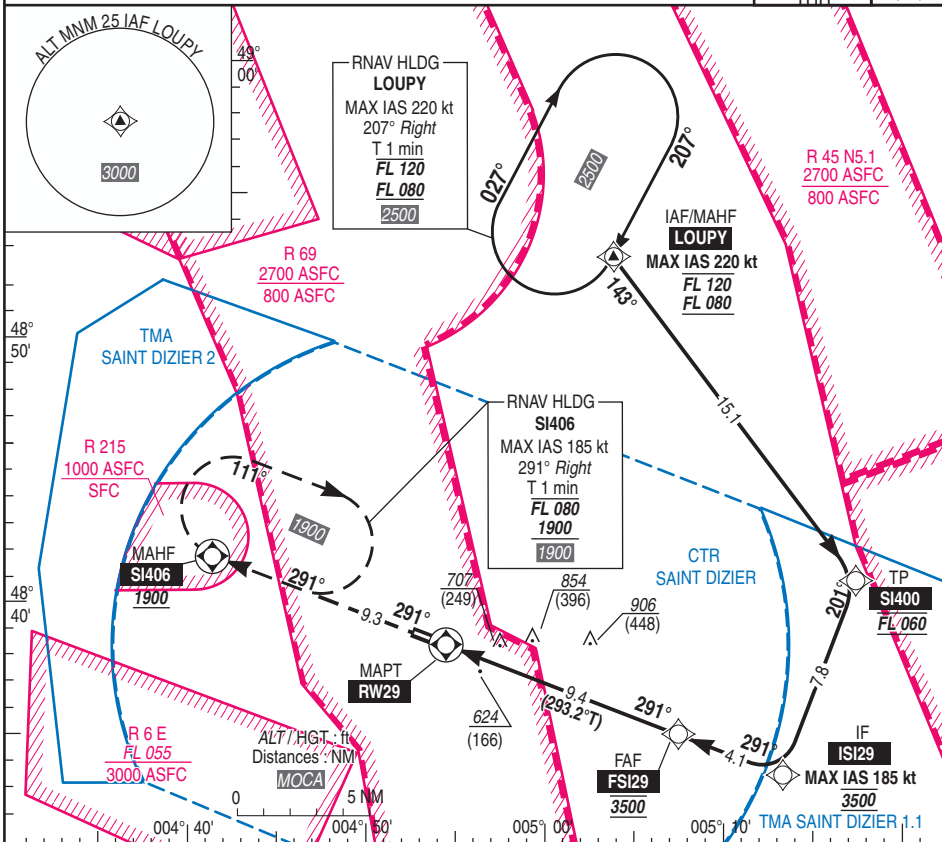 ALT MNM 25 IAF LOUPY
3000
49°
00'
RNAV HLDG
LOUPY
MAX IAS 220 kt
207° Right
T 1 min
FL 120
FL 080
2500
027°
2500
207°
R 45 N5.1
2700 ASFC
800 ASFC
IAF/MAHF
LOUPY
MAX IAS 220 kt
FL 120
FL 080
143°
R 69
2700 ASFC
800 ASFC
48°
50'
TMA
SAINT DIZIER 2
15.1
RNAV HLDG
SI406
MAX IAS 185 kt
291° Right
T 1 min
FL 080
1900
1900
R 215
1000 ASFC
SFC
111°
1900
MAHF
SI406
1900
291°
9.3
291°
707
(249)
854
(396)
906
(448)
CTR
SAINT DIZIER
TP
SI400
FL 060
201°
7.8
48°
40'
MAPT
RW29
9.4
(293.2°T)
291°
624
(166)
FAF
FSI29
3500
291°
4.1
IF
ISI29
MAX IAS 185 kt
3500
TMA SAINT DIZIER 1.1
R 6 E
FL 055
3000 ASFC
ALT / HGT : ft
Distances : NM
MOCA
0 5 NM
004°40' 004°50' 005°00' 005°10'